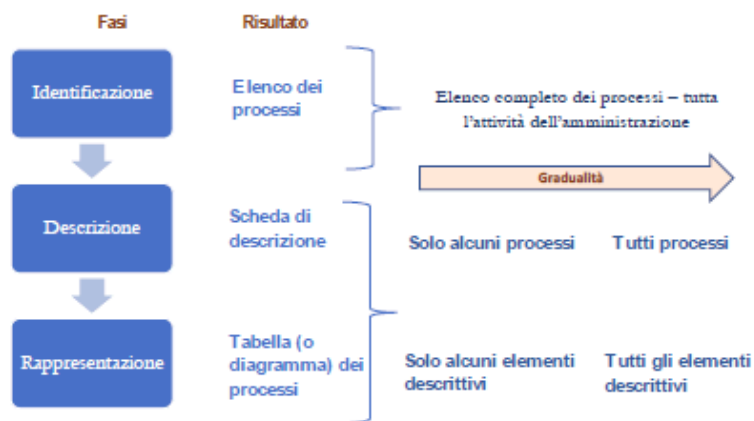 Fasi
Risultato
Identificazione
Elenco dei
processi
Elenco completo dei processi – tutta
l'attività dell'amministrazione
Gradualità
Descrizione
Scheda di
descrizione
Solo alcuni processi
Tutti processi
Rappresentazione
Tabella (o
diagramma) dei
processi
Solo alcuni elementi
descrittivi
Tutti gli elementi
descrittivi